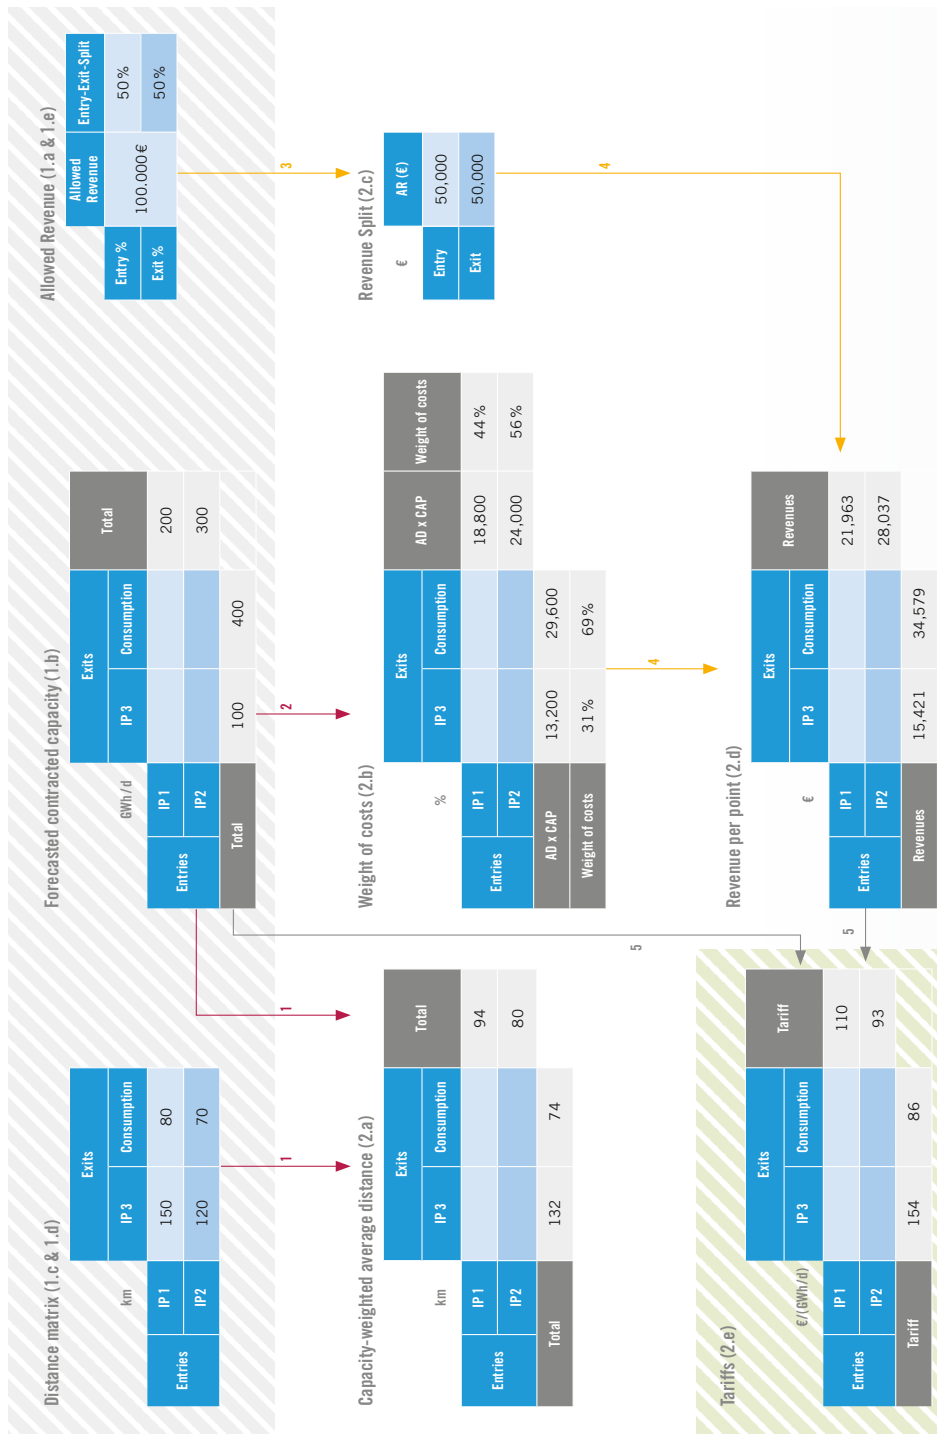 Distance matrix (1.c & 1.d)
km
Exits
IP 3 Consumption
Entries
IP 1 150 80
IP2 120 70
Forecasted contracted capacity (1.b)
GWh/d
Exits Total
IP 3 Consumption
Entries
IP 1 200
IP2 300
Total 100 400
Allowed Revenue (1.a & 1.e)
Allowed
Revenue
Entry-Exit-Split
Entry % 100.000€ 50%
Exit % 50%
1
1
2
3
Capacity-weighted average distance (2.a)
km
Exits Total
IP 3 Consumption
Entries
IP 1 94
IP2 80
Total 132 74
Weight of costs (2.b)
%
Exits AD x CAP Weight of costs
IP 3 Consumption
Entries
IP 1 18,800 44%
IP2 24,000 56%
AD x CAP 13,200 29,600
Weight of costs 31% 69%
Revenue Split (2.c)
€ AR (€)
Entry 50,000
Exit 50,000
5
4
4
Tariffs (2.e)
€/(GWh/d)
Exits Tariff
IP 3 Consumption
Entries
IP 1 110
IP2 93
Tariff 154 86
5
Revenue per point (2.d)
€
Exits Revenues
IP 3 Consumption
Entries
IP 1 21,963
IP2 28,037
Revenues 15,421 34,579